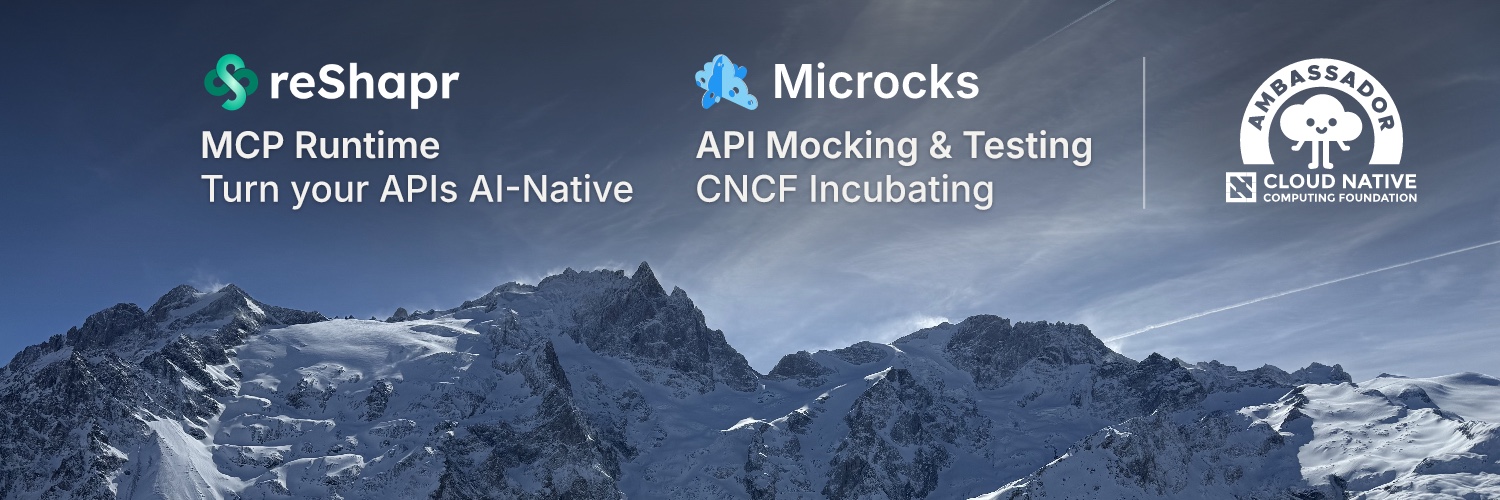 reShapr
MCP Runtime
Turn your APIs AI-Native
Microcks
API Mocking & Testing
CNCF Incubating
AMBASSADOR
CLOUD NATIVE
COMPUTING FOUNDATION